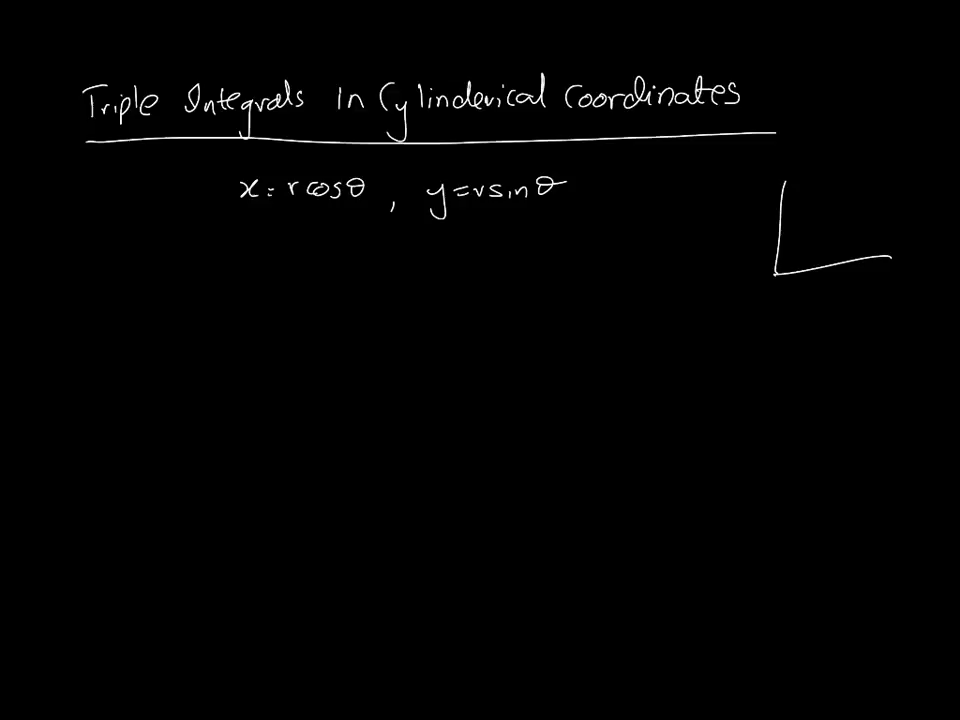 Triple Integrals in Cylinderical Coordinates
x = r cos θ , y = r sin θ